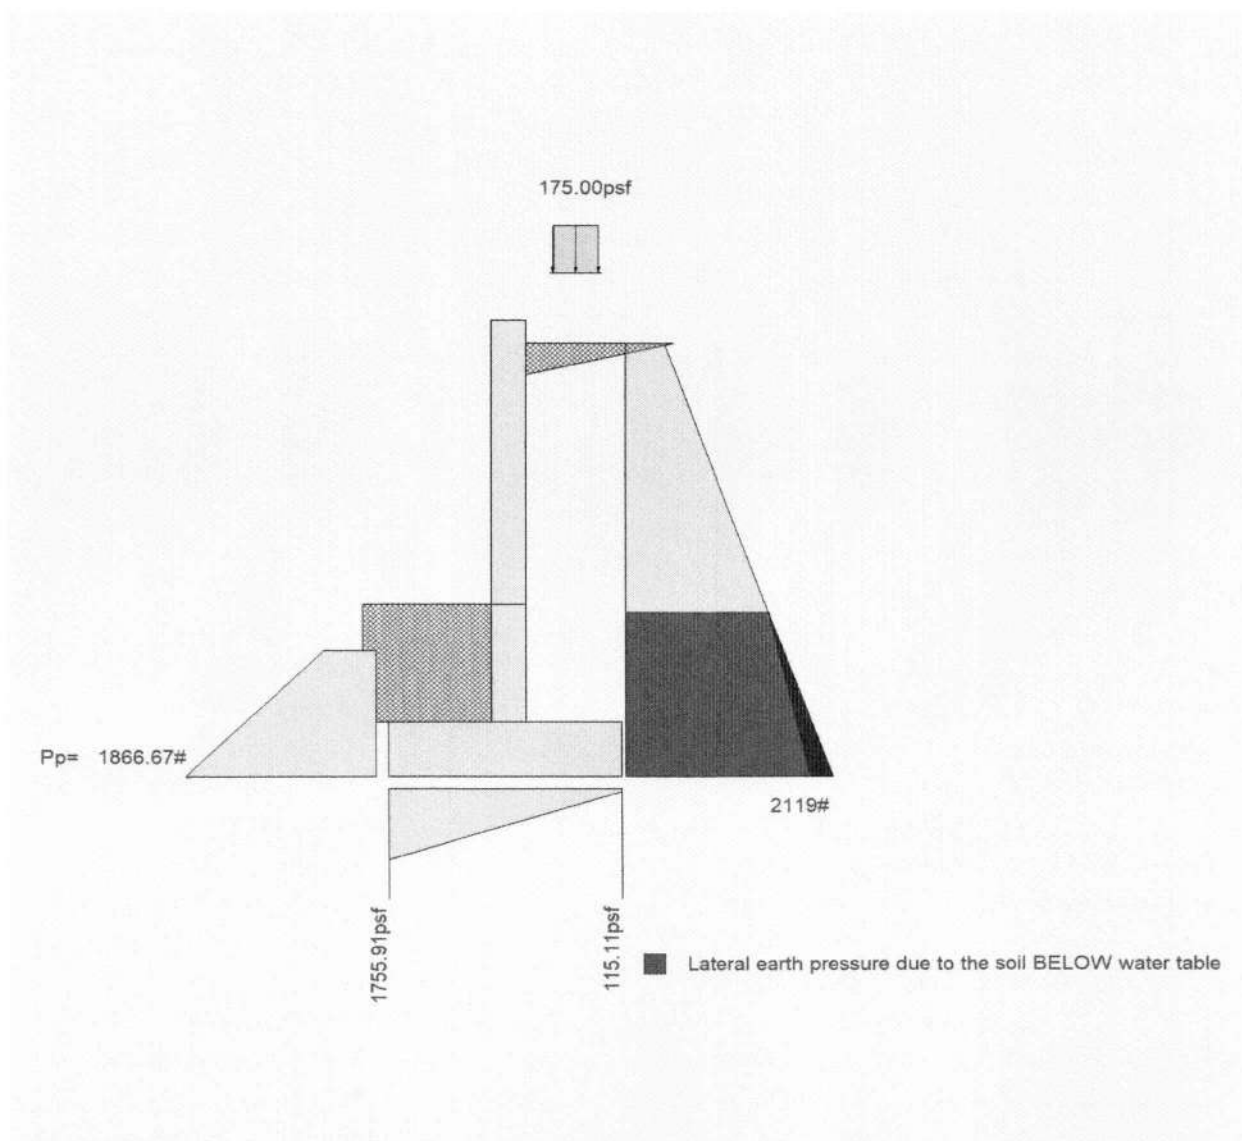 175.00psf
Pp= 1866.67#
2119#
1755.91psf
115.11psf
Lateral earth pressure due to the soil BELOW water table